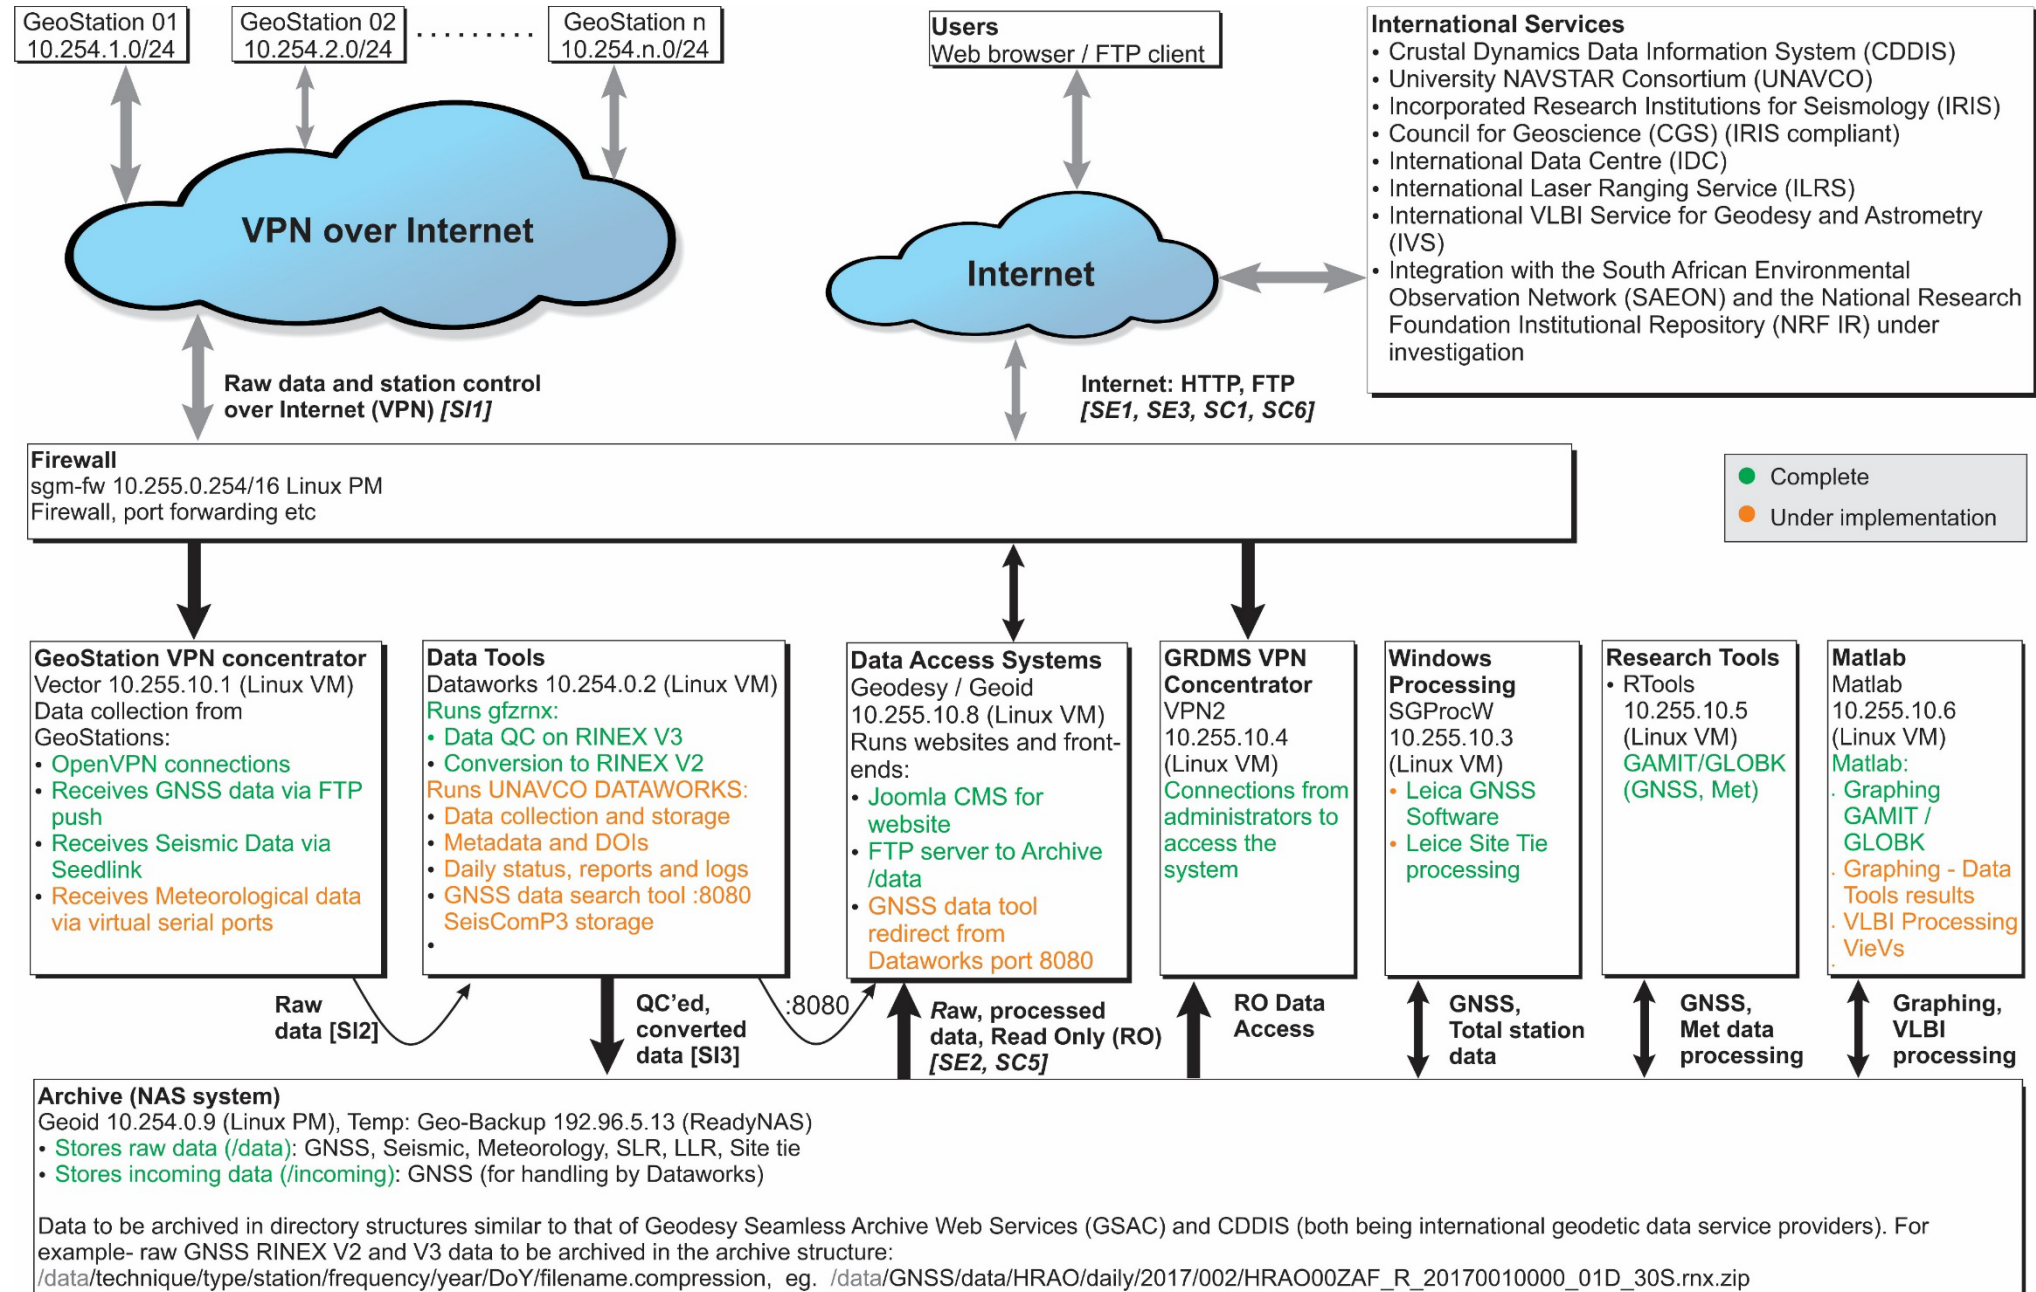 GeoStation 01
10.254.1.0/24
GeoStation 02
10.254.2.0/24
.........
GeoStation n
10.254.n.0/24
Users
Web browser / FTP client
International Services
• Crustal Dynamics Data Information System (CDDIS)
• University NAVSTAR Consortium (UNAVCO)
• Incorporated Research Institutions for Seismology (IRIS)
• Council for Geoscience (CGS) (IRIS compliant)
• International Data Centre (IDC)
• International Laser Ranging Service (ILRS)
• International VLBI Service for Geodesy and Astrometry
(IVS)
• Integration with the South African Environmental
Observation Network (SAEON) and the National Research
Foundation Institutional Repository (NRF IR) under
investigation
VPN over Internet
Internet
Raw data and station control
over Internet (VPN) [SI1]
Internet: HTTP, FTP
[SE1, SE3, SC1, SC6]
Firewall
sgm-fw 10.255.0.254/16 Linux PM
Firewall, port forwarding etc
Complete
Under implementation
GeoStation VPN concentrator
Vector 10.255.10.1 (Linux VM)
Data collection from
GeoStations:
• OpenVPN connections
• Receives GNSS data via FTP
push
• Receives Seismic Data via
Seedlink
• Receives Meteorological data
via virtual serial ports
Data Tools
Dataworks 10.254.0.2 (Linux VM)
Runs gfzrnx:
• Data QC on RINEX V3
• Conversion to RINEX V2
Runs UNAVCO DATAWORKS:
• Data collection and storage
• Metadata and DOIs
• Daily status, reports and logs
• GNSS data search tool :8080
SeisComP3 storage
•
Data Access Systems
Geodesy / Geoid
10.255.10.8 (Linux VM)
Runs websites and front-
ends:
• Joomla CMS for
website
• FTP server to Archive
/data
• GNSS data tool
redirect from
Dataworks port 8080
GRDMS VPN
Concentrator
VPN2
10.255.10.4
(Linux VM)
Connections from
administrators to
access the
system
Windows
Processing
SGProcW
10.255.10.3
(Linux VM)
• Leica GNSS
Software
• Leice Site Tie
processing
Research Tools
• RTools
10.255.10.5
(Linux VM)
GAMIT/GLOBK
(GNSS, Met)
Matlab
Matlab
10.255.10.6
(Linux VM)
Matlab:
. Graphing
GAMIT /
GLOBK
. Graphing - Data
Tools results
. VLBI Processing
VieVs
.
Raw
data [SI2]
QC'ed,
converted
data [SI3]
:8080
Raw, processed
data, Read Only (RO)
[SE2, SC5]
RO Data
Access
GNSS,
Total station
data
GNSS,
Met data
processing
Graphing,
VLBI
processing
Archive (NAS system)
Geoid 10.254.0.9 (Linux PM), Temp: Geo-Backup 192.96.5.13 (ReadyNAS)
• Stores raw data (/data): GNSS, Seismic, Meteorology, SLR, LLR, Site tie
• Stores incoming data (/incoming): GNSS (for handling by Dataworks)
Data to be archived in directory structures similar to that of Geodesy Seamless Archive Web Services (GSAC) and CDDIS (both being international geodetic data service providers). For
example- raw GNSS RINEX V2 and V3 data to be archived in the archive structure:
/data/technique/type/station/frequency/year/DoY/filename.compression, eg. /data/GNSS/data/HRAO/daily/2017/002/HRAO00ZAF_R_20170010000_01D_30S.rnx.zip